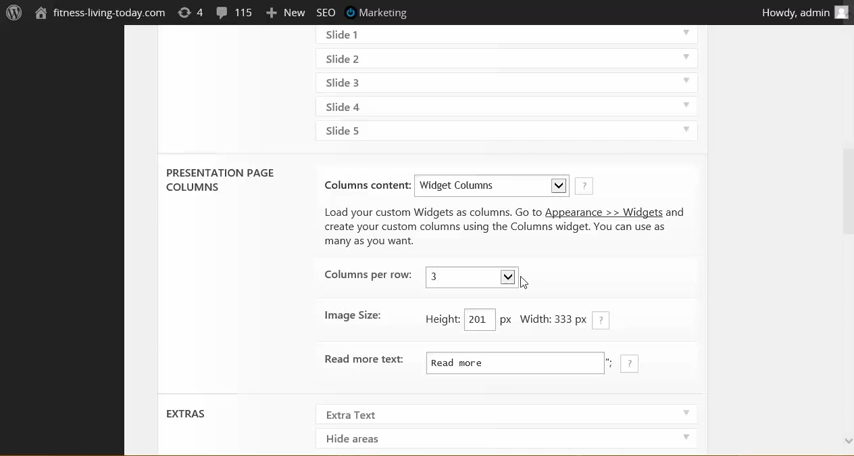 fitness-living-today.com 4 115 New SEO Marketing Howdy, admin
Slide 1
Slide 2
Slide 3
Slide 4
Slide 5
PRESENTATION PAGE
COLUMNS
Columns content: Widget Columns ?
Load your custom Widgets as columns. Go to Appearance >> Widgets and
create your custom columns using the Columns widget. You can use as
many as you want.
Columns per row: 3
Image Size: Height: 201 px Width: 333 px ?
Read more text: Read more "; ?
EXTRAS
Extra Text
Hide areas